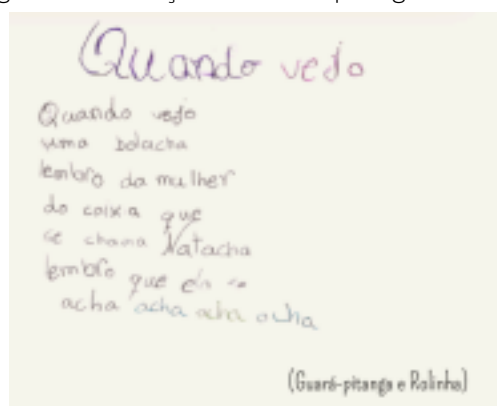 Quando vejo
Quando vejo
uma bolacha
lembro da mulher
do caixa que
se chama Natacha
lembro que ela se
acha acha acha acha
(Guará-pitanga e Rolinha)